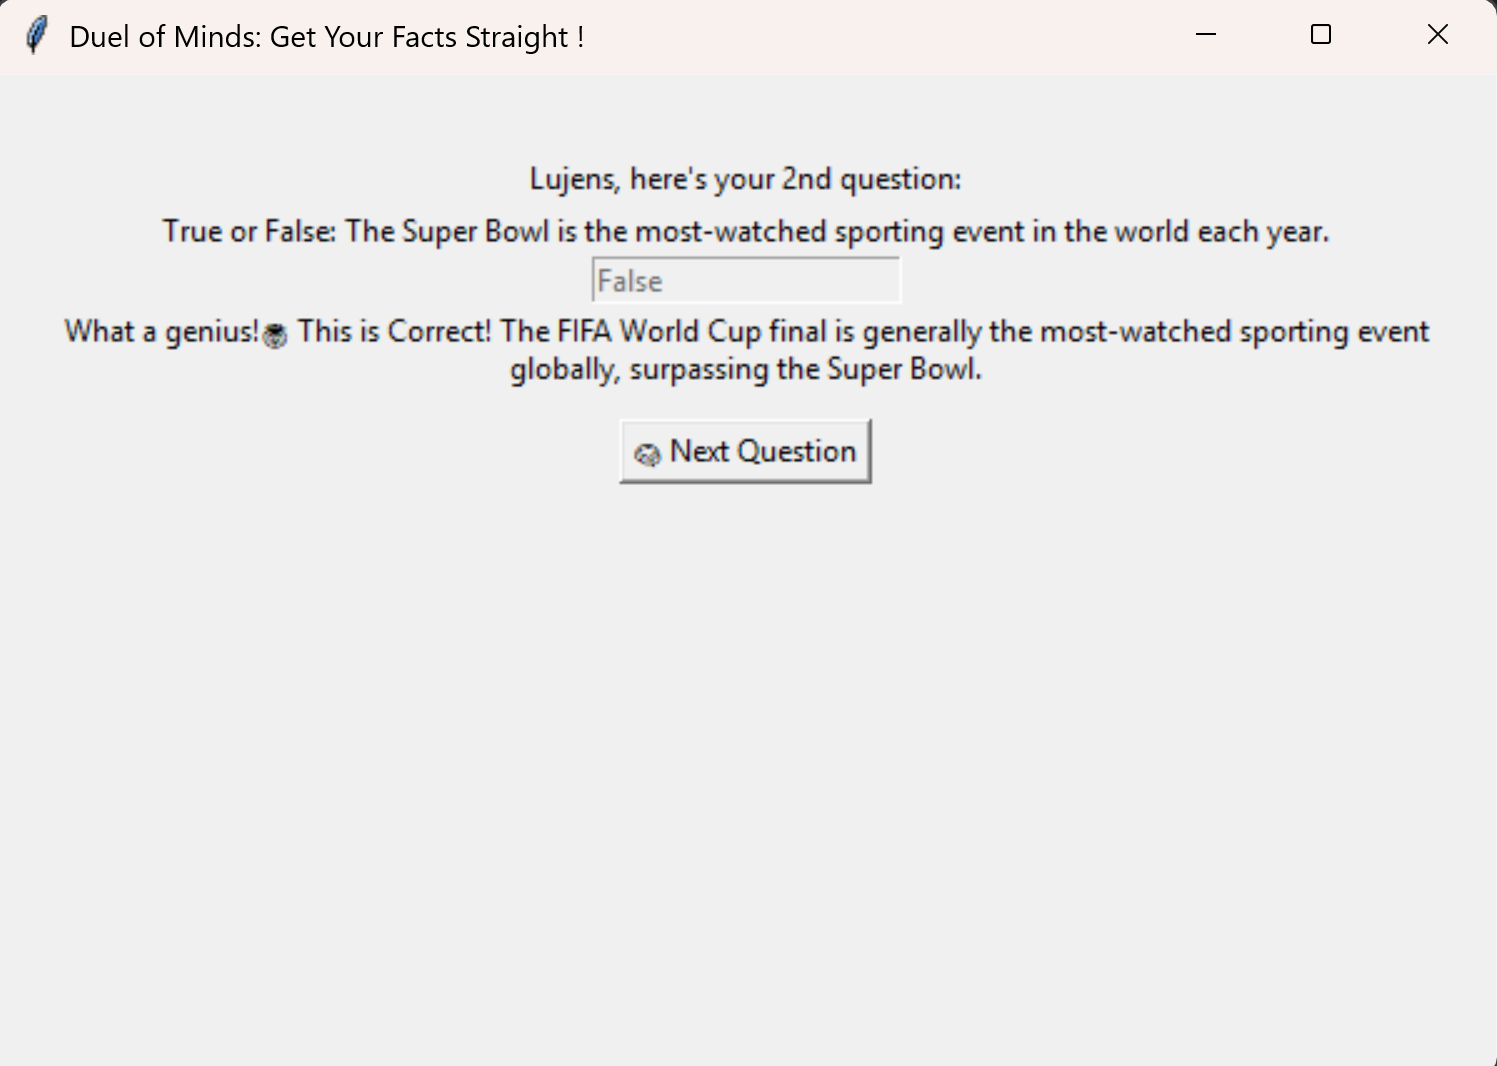 Duel of Minds: Get Your Facts Straight !
Lujens, here's your 2nd question:
True or False: The Super Bowl is the most-watched sporting event in the world each year.
False
What a genius! This is Correct! The FIFA World Cup final is generally the most-watched sporting event
globally, surpassing the Super Bowl.
Next Question